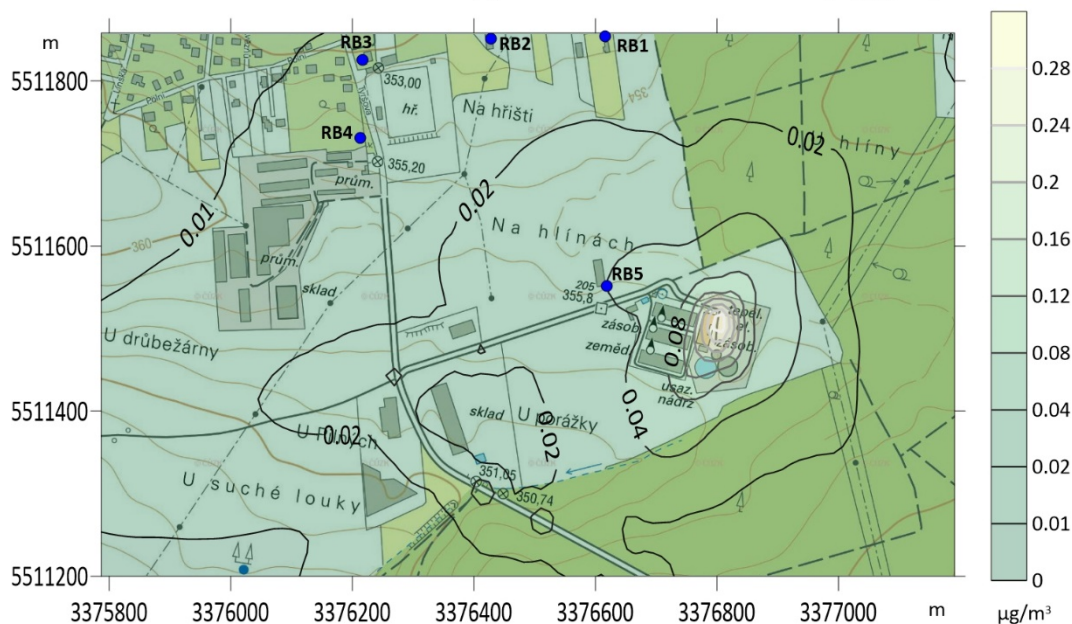 m
5511800
5511600
5511400
5511200
3375800 3376000 3376200 3376400 3376600 3376800 3377000 m
RB3
RB2
RB1
353,00
hř.
Na hřišti
354
RB4
355,20
prům.
0.02
0.02
hlíny
0.01
360
Na hlínách
prům.
sklad
RB5
205
355,8
U drůbežárny
zásob.
zeměd.
0.08
tepel.
el.
zásob.
usaz.
nádrž
0.04
sklad
U porážky
0.02
0.02
U suché louky
351,05
350,74
0.28
0.24
0.2
0.16
0.12
0.08
0.04
0.02
0.01
0
µg/m³